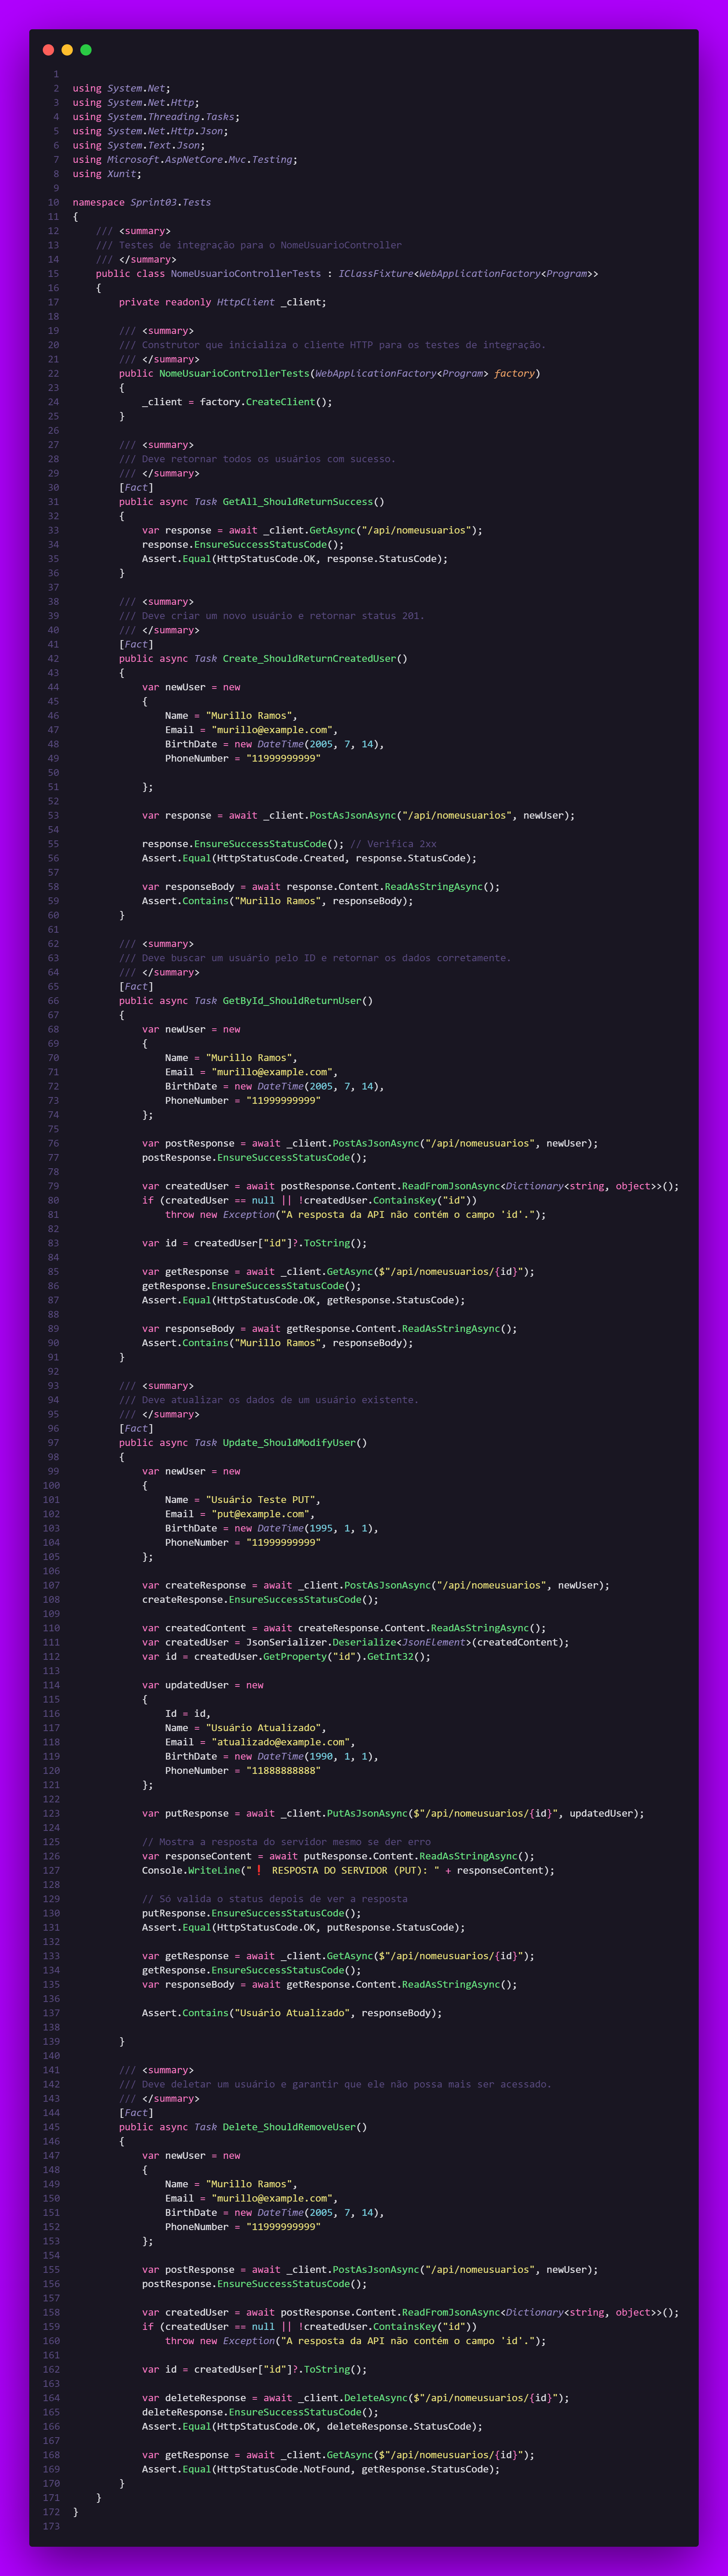 1
2 using System.Net;
3 using System.Net.Http;
4 using System.Threading.Tasks;
5 using System.Net.Http.Json;
6 using System.Text.Json;
7 using Microsoft.AspNetCore.Mvc.Testing;
8 using Xunit;
9
10 namespace Sprint03.Tests
11 {
12     /// <summary>
13     /// Testes de integração para o NomeUsuarioController
14     /// </summary>
15     public class NomeUsuarioControllerTests : IClassFixture<WebApplicationFactory<Program>>
16     {
17         private readonly HttpClient _client;
18
19         /// <summary>
20         /// Construtor que inicializa o cliente HTTP para os testes de integração.
21         /// </summary>
22         public NomeUsuarioControllerTests(WebApplicationFactory<Program> factory)
23         {
24             _client = factory.CreateClient();
25         }
26
27         /// <summary>
28         /// Deve retornar todos os usuários com sucesso.
29         /// </summary>
30         [Fact]
31         public async Task GetAll_ShouldReturnSuccess()
32         {
33             var response = await _client.GetAsync("/api/nomeusuarios");
34             response.EnsureSuccessStatusCode();
35             Assert.Equal(HttpStatusCode.OK, response.StatusCode);
36         }
37
38         /// <summary>
39         /// Deve criar um novo usuário e retornar status 201.
40         /// </summary>
41         [Fact]
42         public async Task Create_ShouldReturnCreatedUser()
43         {
44             var newUser = new
45             {
46                 Name = "Murillo Ramos",
47                 Email = "murillo@example.com",
48                 BirthDate = new DateTime(2005, 7, 14),
49                 PhoneNumber = "11999999999"
50
51             };
52
53             var response = await _client.PostAsJsonAsync("/api/nomeusuarios", newUser);
54
55             response.EnsureSuccessStatusCode(); // Verifica 2xx
56             Assert.Equal(HttpStatusCode.Created, response.StatusCode);
57
58             var responseBody = await response.Content.ReadAsStringAsync();
59             Assert.Contains("Murillo Ramos", responseBody);
60         }
61
62         /// <summary>
63         /// Deve buscar um usuário pelo ID e retornar os dados corretamente.
64         /// </summary>
65         [Fact]
66         public async Task GetById_ShouldReturnUser()
67         {
68             var newUser = new
69             {
70                 Name = "Murillo Ramos",
71                 Email = "murillo@example.com",
72                 BirthDate = new DateTime(2005, 7, 14),
73                 PhoneNumber = "11999999999"
74             };
75
76             var postResponse = await _client.PostAsJsonAsync("/api/nomeusuarios", newUser);
77             postResponse.EnsureSuccessStatusCode();
78
79             var createdUser = await postResponse.Content.ReadFromJsonAsync<Dictionary<string, object>>();
80             if (createdUser == null || !createdUser.ContainsKey("id"))
81                 throw new Exception("A resposta da API não contém o campo 'id'.");
82
83             var id = createdUser["id"]?.ToString();
84
85             var getResponse = await _client.GetAsync($"/api/nomeusuarios/{id}");
86             getResponse.EnsureSuccessStatusCode();
87             Assert.Equal(HttpStatusCode.OK, getResponse.StatusCode);
88
89             var responseBody = await getResponse.Content.ReadAsStringAsync();
90             Assert.Contains("Murillo Ramos", responseBody);
91         }
92
93         /// <summary>
94         /// Deve atualizar os dados de um usuário existente.
95         /// </summary>
96         [Fact]
97         public async Task Update_ShouldModifyUser()
98         {
99             var newUser = new
100             {
101                 Name = "Usuário Teste PUT",
102                 Email = "put@example.com",
103                 BirthDate = new DateTime(1995, 1, 1),
104                 PhoneNumber = "11999999999"
105             };
106
107             var createResponse = await _client.PostAsJsonAsync("/api/nomeusuarios", newUser);
108             createResponse.EnsureSuccessStatusCode();
109
110             var createdContent = await createResponse.Content.ReadAsStringAsync();
111             var createdUser = JsonSerializer.Deserialize<JsonElement>(createdContent);
112             var id = createdUser.GetProperty("id").GetInt32();
113
114             var updatedUser = new
115             {
116                 Id = id,
117                 Name = "Usuário Atualizado",
118                 Email = "atualizado@example.com",
119                 BirthDate = new DateTime(1990, 1, 1),
120                 PhoneNumber = "11888888888"
121             };
122
123             var putResponse = await _client.PutAsJsonAsync($"/api/nomeusuarios/{id}", updatedUser);
124
125             // Mostra a resposta do servidor mesmo se der erro
126             var responseContent = await putResponse.Content.ReadAsStringAsync();
127             Console.WriteLine("❗ RESPOSTA DO SERVIDOR (PUT): " + responseContent);
128
129             // Só valida o status depois de ver a resposta
130             putResponse.EnsureSuccessStatusCode();
131             Assert.Equal(HttpStatusCode.OK, putResponse.StatusCode);
132
133             var getResponse = await _client.GetAsync($"/api/nomeusuarios/{id}");
134             getResponse.EnsureSuccessStatusCode();
135             var responseBody = await getResponse.Content.ReadAsStringAsync();
136
137             Assert.Contains("Usuário Atualizado", responseBody);
138
139         }
140
141         /// <summary>
142         /// Deve deletar um usuário e garantir que ele não possa mais ser acessado.
143         /// </summary>
144         [Fact]
145         public async Task Delete_ShouldRemoveUser()
146         {
147             var newUser = new
148             {
149                 Name = "Murillo Ramos",
150                 Email = "murillo@example.com",
151                 BirthDate = new DateTime(2005, 7, 14),
152                 PhoneNumber = "11999999999"
153             };
154
155             var postResponse = await _client.PostAsJsonAsync("/api/nomeusuarios", newUser);
156             postResponse.EnsureSuccessStatusCode();
157
158             var createdUser = await postResponse.Content.ReadFromJsonAsync<Dictionary<string, object>>();
159             if (createdUser == null || !createdUser.ContainsKey("id"))
160                 throw new Exception("A resposta da API não contém o campo 'id'.");
161
162             var id = createdUser["id"]?.ToString();
163
164             var deleteResponse = await _client.DeleteAsync($"/api/nomeusuarios/{id}");
165             deleteResponse.EnsureSuccessStatusCode();
166             Assert.Equal(HttpStatusCode.OK, deleteResponse.StatusCode);
167
168             var getResponse = await _client.GetAsync($"/api/nomeusuarios/{id}");
169             Assert.Equal(HttpStatusCode.NotFound, getResponse.StatusCode);
170         }
171     }
172 }
173